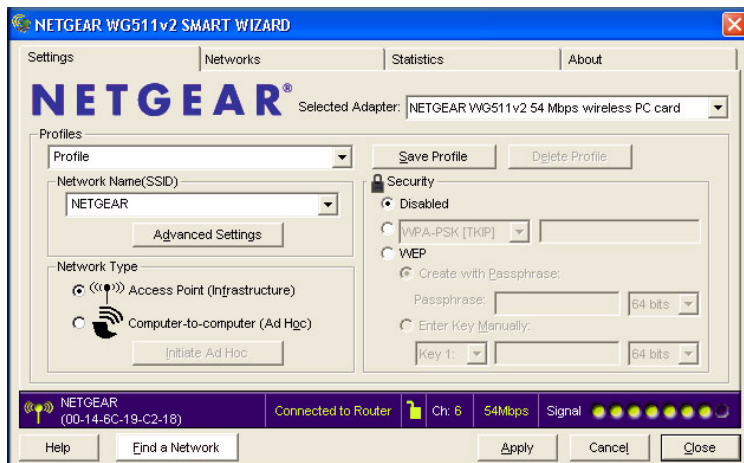 NETGEAR WG511v2 SMART WIZARD
Settings Networks Statistics About
NETGEAR® Selected Adapter: NETGEAR WG511v2 54 Mbps wireless PC card
Profiles
Profile Save Profile Delete Profile
Network Name(SSID)
NETGEAR
Advanced Settings
Network Type
Access Point (Infrastructure)
Computer-to-computer (Ad Hoc)
Initiate Ad Hoc
Security
Disabled
WPA-PSK [TKIP]
WEP
Create with Passphrase:
Passphrase: 64 bits
Enter Key Manually:
Key 1: 64 bits
NETGEAR
(00-14-6C-19-C2-18) Connected to Router Ch: 6 54Mbps Signal
Help Find a Network Apply Cancel Close